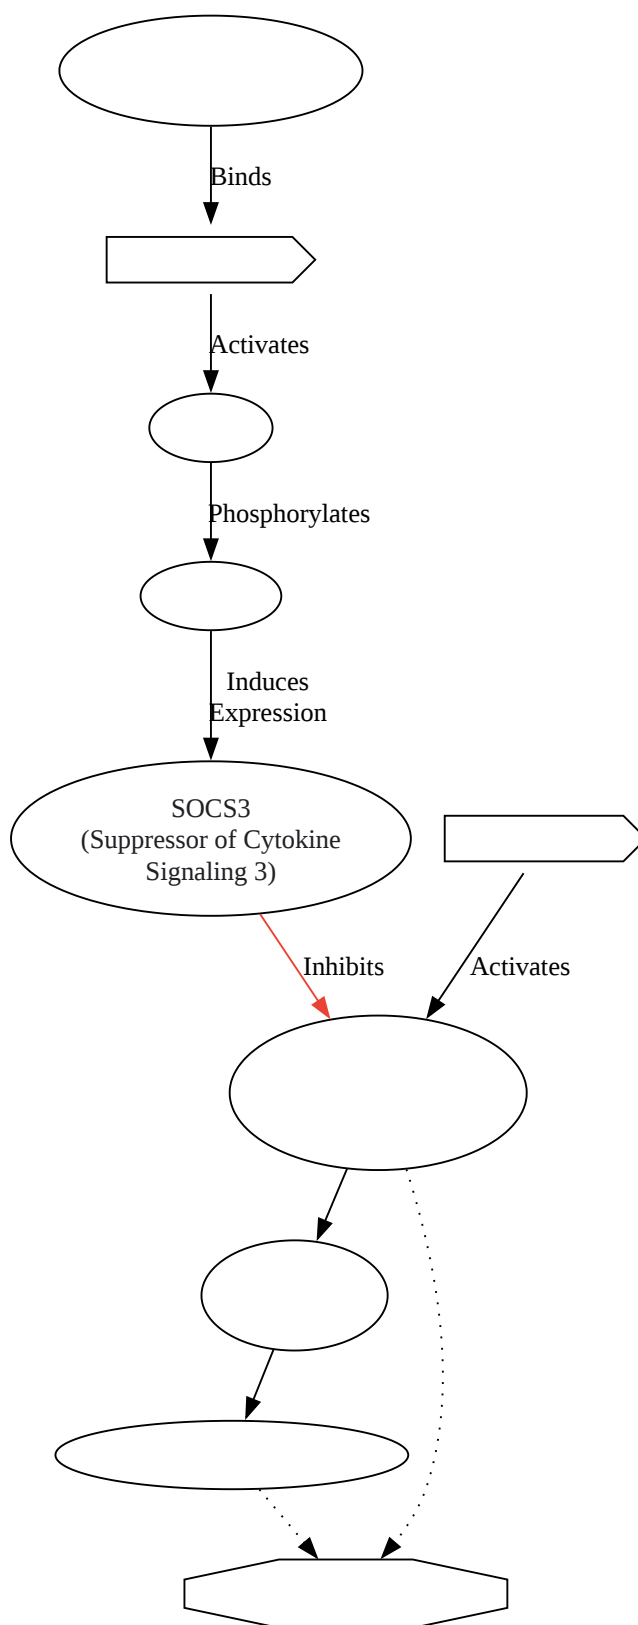 Binds
Activates
Phosphorylates
Induces
Expression
SOCS3
(Suppressor of Cytokine
Signaling 3)
Inhibits
Activates